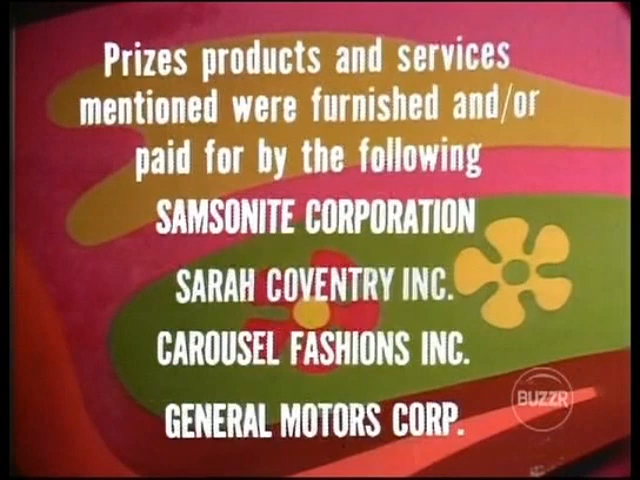 Prizes products and services
mentioned were furnished and/or
paid for by the following
SAMSONITE CORPORATION
SARAH COVENTRY INC.
CAROUSEL FASHIONS INC.
GENERAL MOTORS CORP.
BUZZR